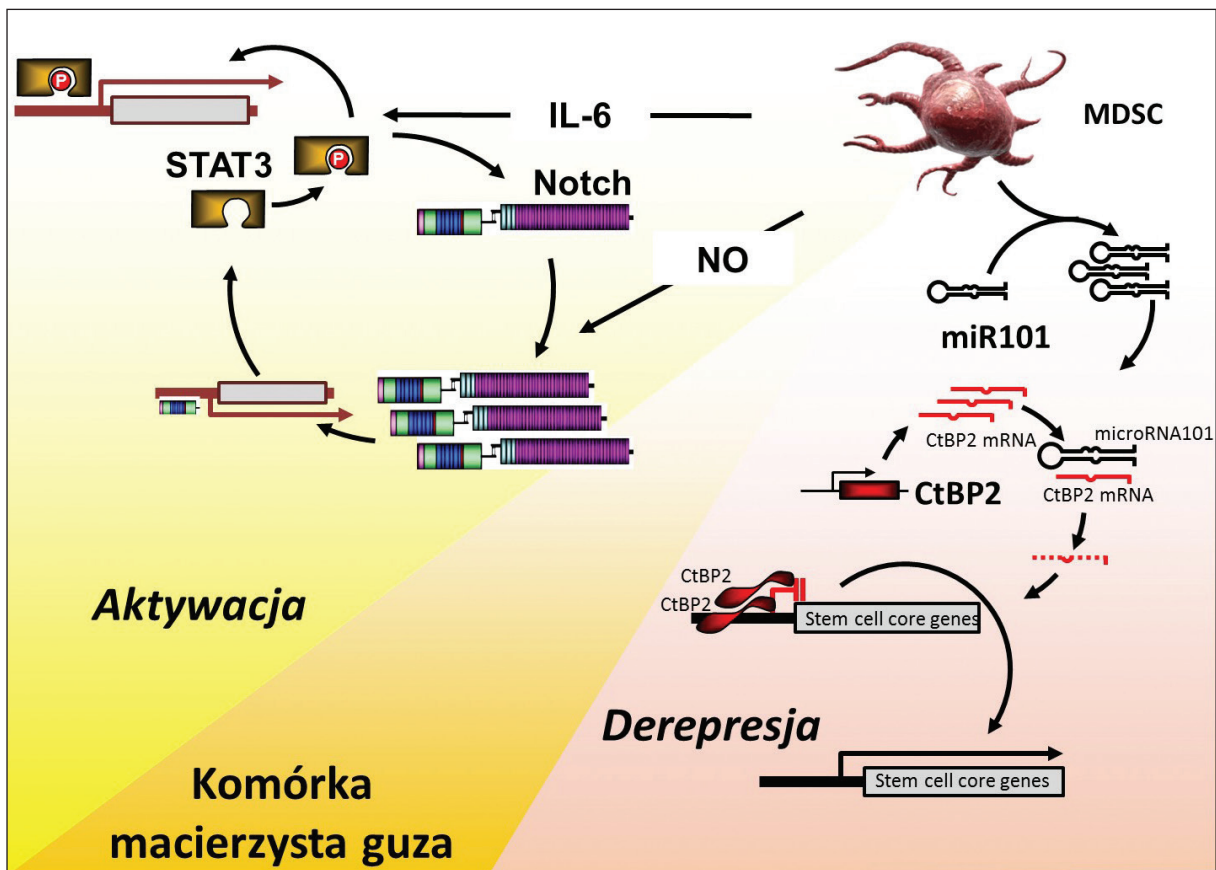 P
IL-6
MDSC
STAT3
P
Notch
NO
miR101
CtBP2 mRNA
microRNA101
CtBP2
CtBP2 mRNA
CtBP2
CtBP2
Stem cell core genes
Aktywacja
Derepresja
Stem cell core genes
Komórka
macierzysta guza